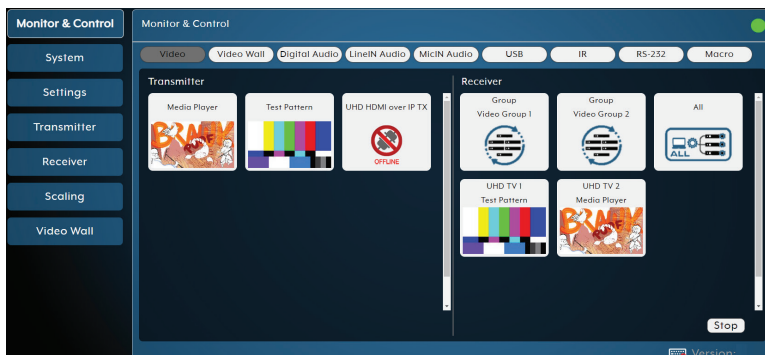 Monitor & Control
System
Settings
Transmitter
Receiver
Scaling
Video Wall
Monitor & Control
Video
Video Wall
Digital Audio
LineIN Audio
MicIN Audio
USB
IR
RS-232
Macro
Transmitter
Media Player
Test Pattern
UHD HDMI over IP TX
OFFLINE
Receiver
Group
Video Group 1
Group
Video Group 2
All
ALL
UHD TV 1
Test Pattern
UHD TV 2
Media Player
Stop
Version: